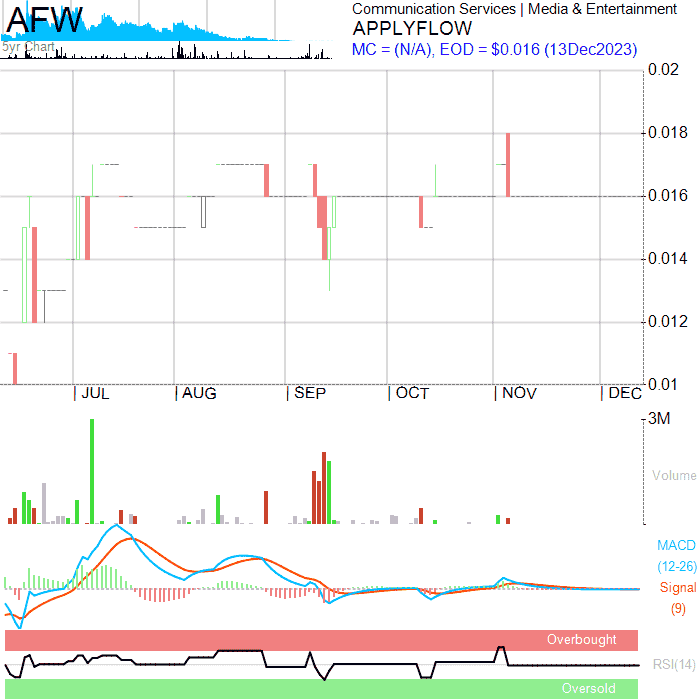 AFW
5yr Chart
Communication Services | Media & Entertainment
APPLYFLOW
MC = (N/A), EOD = $0.016 (13Dec2023)
0.02
0.018
0.016
0.014
0.012
0.01
| JUL | AUG | SEP | OCT | NOV | DEC
3M
Volume
MACD
(12-26)
Signal
(9)
Overbought
RSI(14)
Oversold